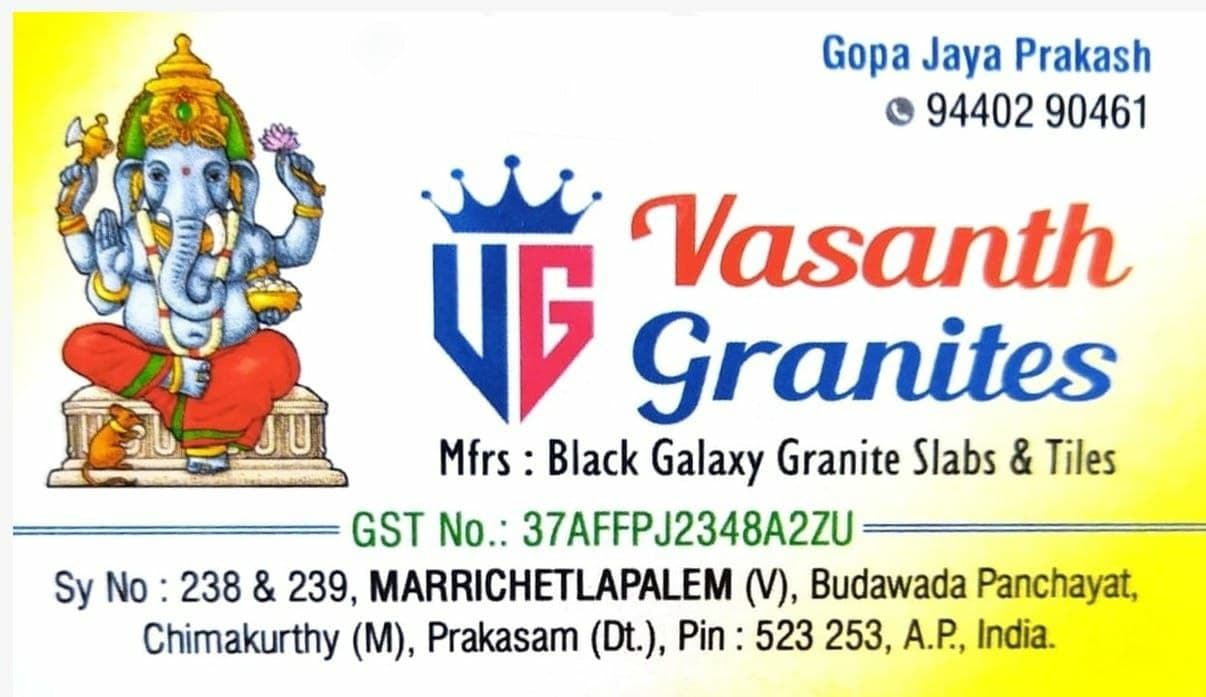 Gopa Jaya Prakash
94402 90461
VG
Vasanth
Granites
Mfrs : Black Galaxy Granite Slabs & Tiles
GST No.: 37AFFPJ2348A2ZU
Sy No : 238 & 239, MARRICHETLAPALEM (V), Budawada Panchayat,
Chimakurthy (M), Prakasam (Dt.), Pin : 523 253, A.P., India.